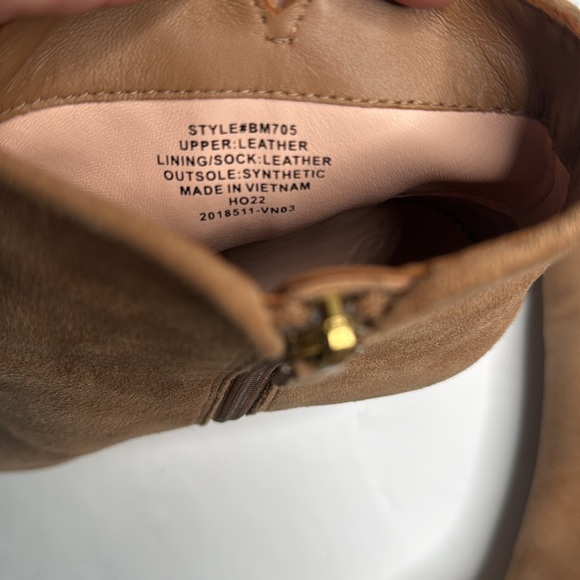 STYLE#BM705
UPPER:LEATHER
LINING/SOCK:LEATHER
OUTSOLE:SYNTHETIC
MADE IN VIETNAM
HO22
2018511-VN03